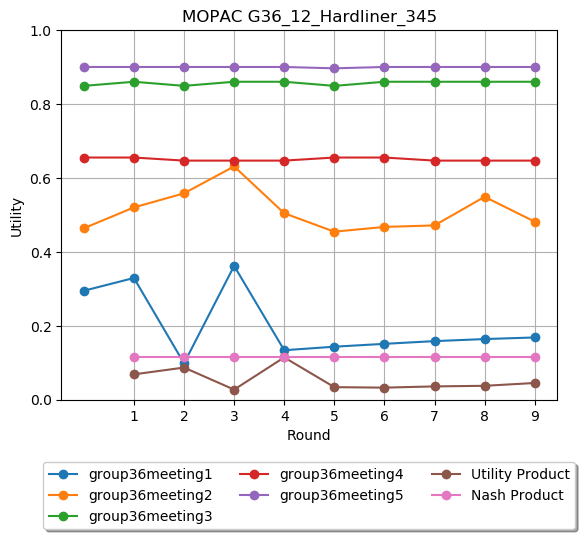 MOPAC G36_12_Hardliner_345
1.0
0.8
0.6
0.4
0.2
0.0
Utility
1 2 3 4 5 6 7 8 9
Round
group36meeting1 group36meeting4 Utility Product
group36meeting2 group36meeting5 Nash Product
group36meeting3